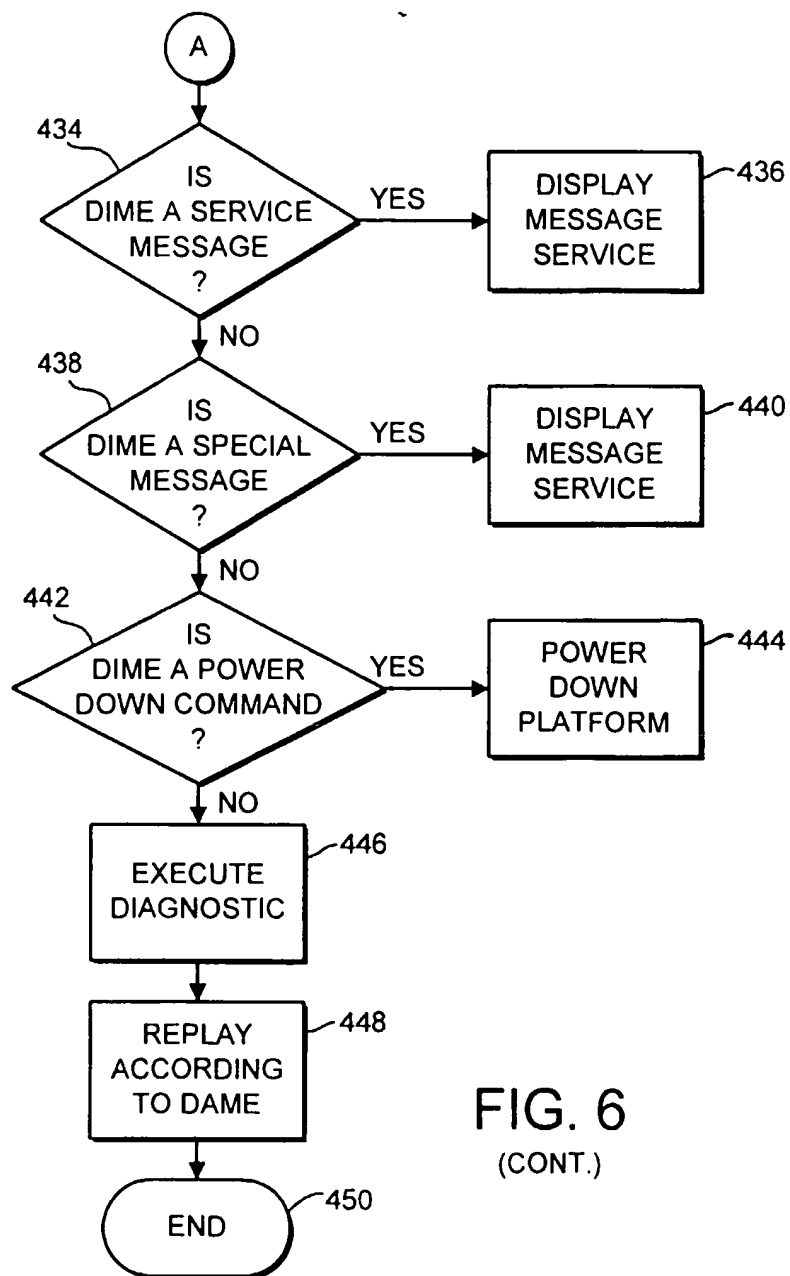 A
434
IS
DIME A SERVICE
MESSAGE
?
YES
DISPLAY
MESSAGE
SERVICE
436
NO
438
IS
DIME A SPECIAL
MESSAGE
?
YES
DISPLAY
MESSAGE
SERVICE
440
NO
442
IS
DIME A POWER
DOWN COMMAND
?
YES
POWER
DOWN
PLATFORM
444
NO
EXECUTE
DIAGNOSTIC
446
REPLAY
ACCORDING
TO DAME
448
END
450
FIG. 6
(CONT.)